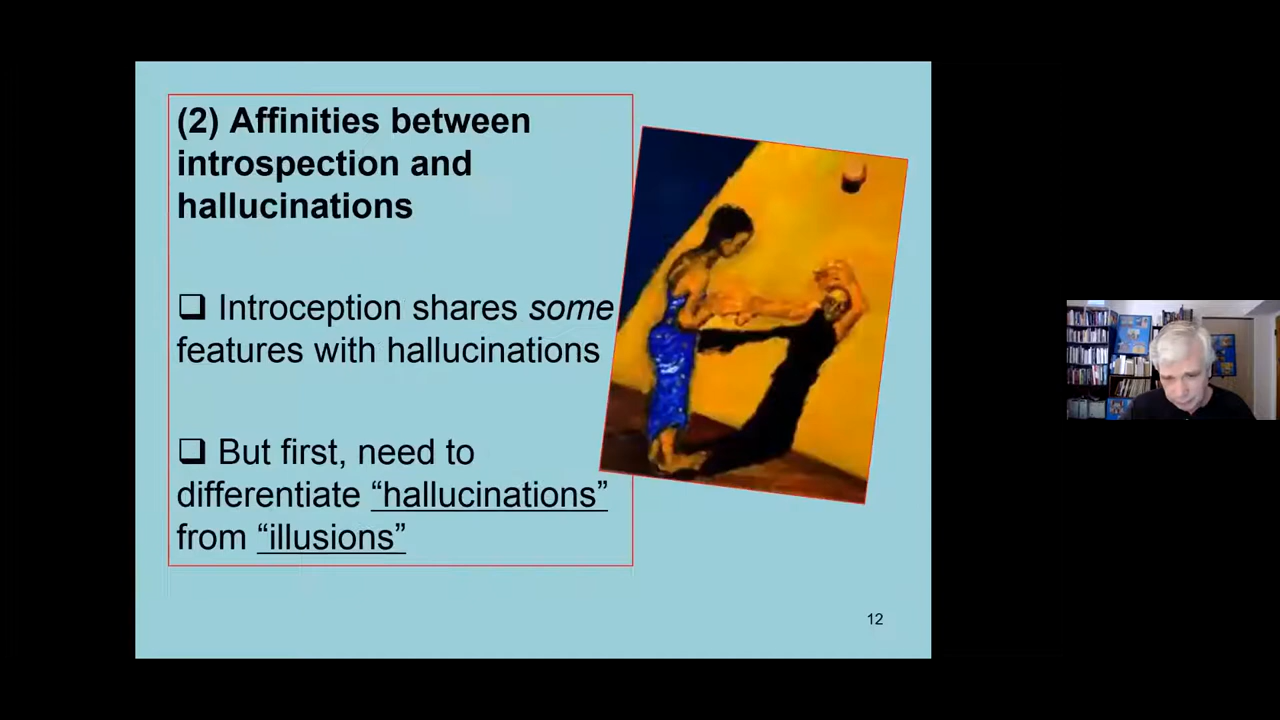 (2) Affinities between
introspection and
hallucinations
❑ Introception shares some
features with hallucinations
❑ But first, need to
differentiate “hallucinations”
from “illusions”
12